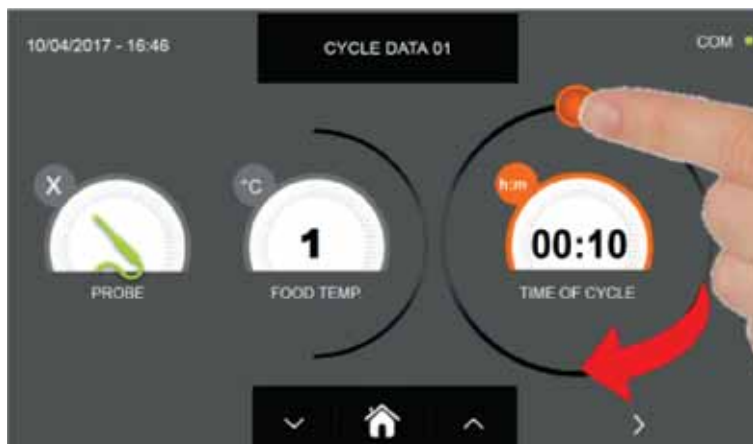 10/04/2017 - 16:46
CYCLE DATA 01
COM
X
°C
h:m
1
00:10
PROBE
FOOD TEMP.
TIME OF CYCLE